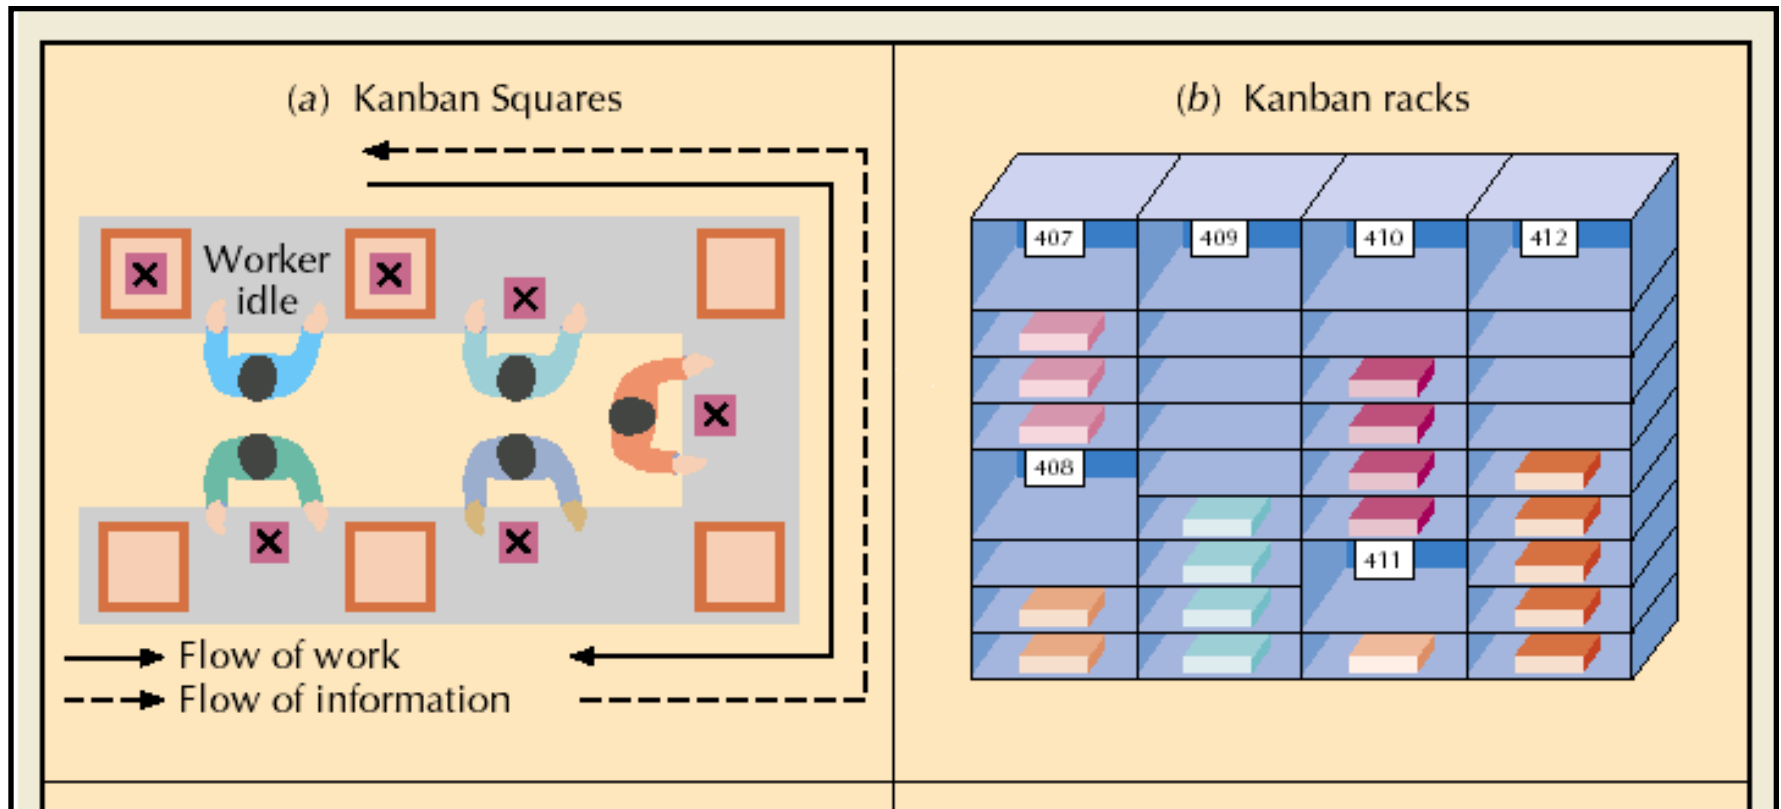 (a) Kanban Squares
Worker
idle
Flow of work
Flow of information
(b) Kanban racks
407
409
410
412
408
411